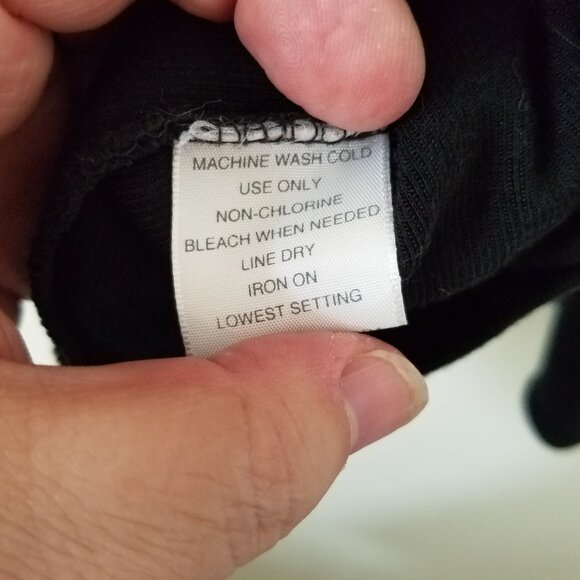 MACHINE WASH COLD
USE ONLY
NON-CHLORINE
BLEACH WHEN NEEDED
LINE DRY
IRON ON
LOWEST SETTING